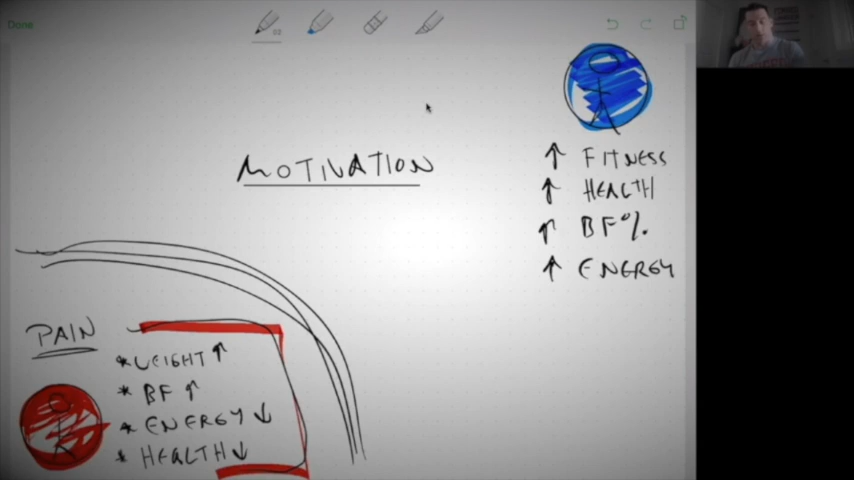 Done
MOTIVATION
↑ FITNESS
↑ HEALTH
↑ BF%
↑ ENERGY
PAIN
* WEIGHT ↑
* BF ↑
* ENERGY ↓
* HEALTH ↓